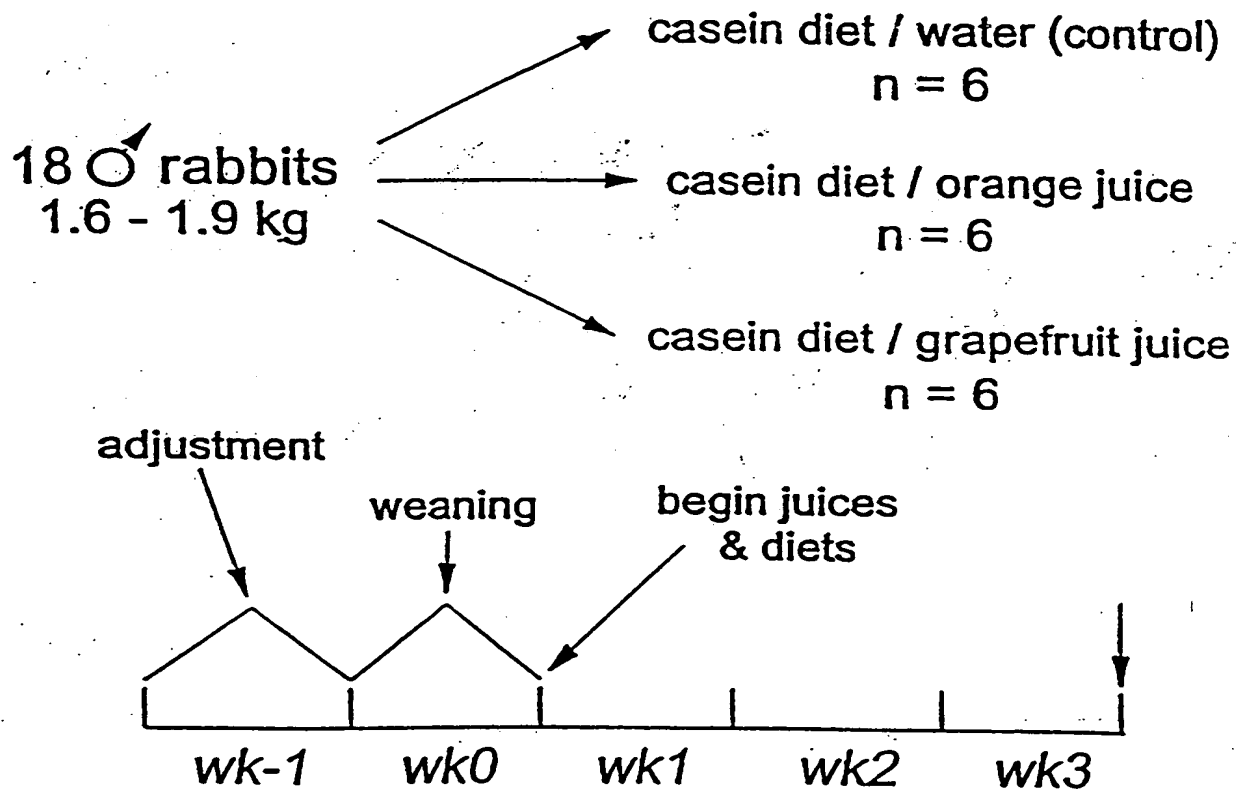 casein diet / water (control)
n = 6
18 ♂ rabbits
1.6 - 1.9 kg
casein diet / orange juice
n = 6
casein diet / grapefruit juice
n = 6
adjustment
weaning
begin juices
& diets
wk-1 wk0 wk1 wk2 wk3